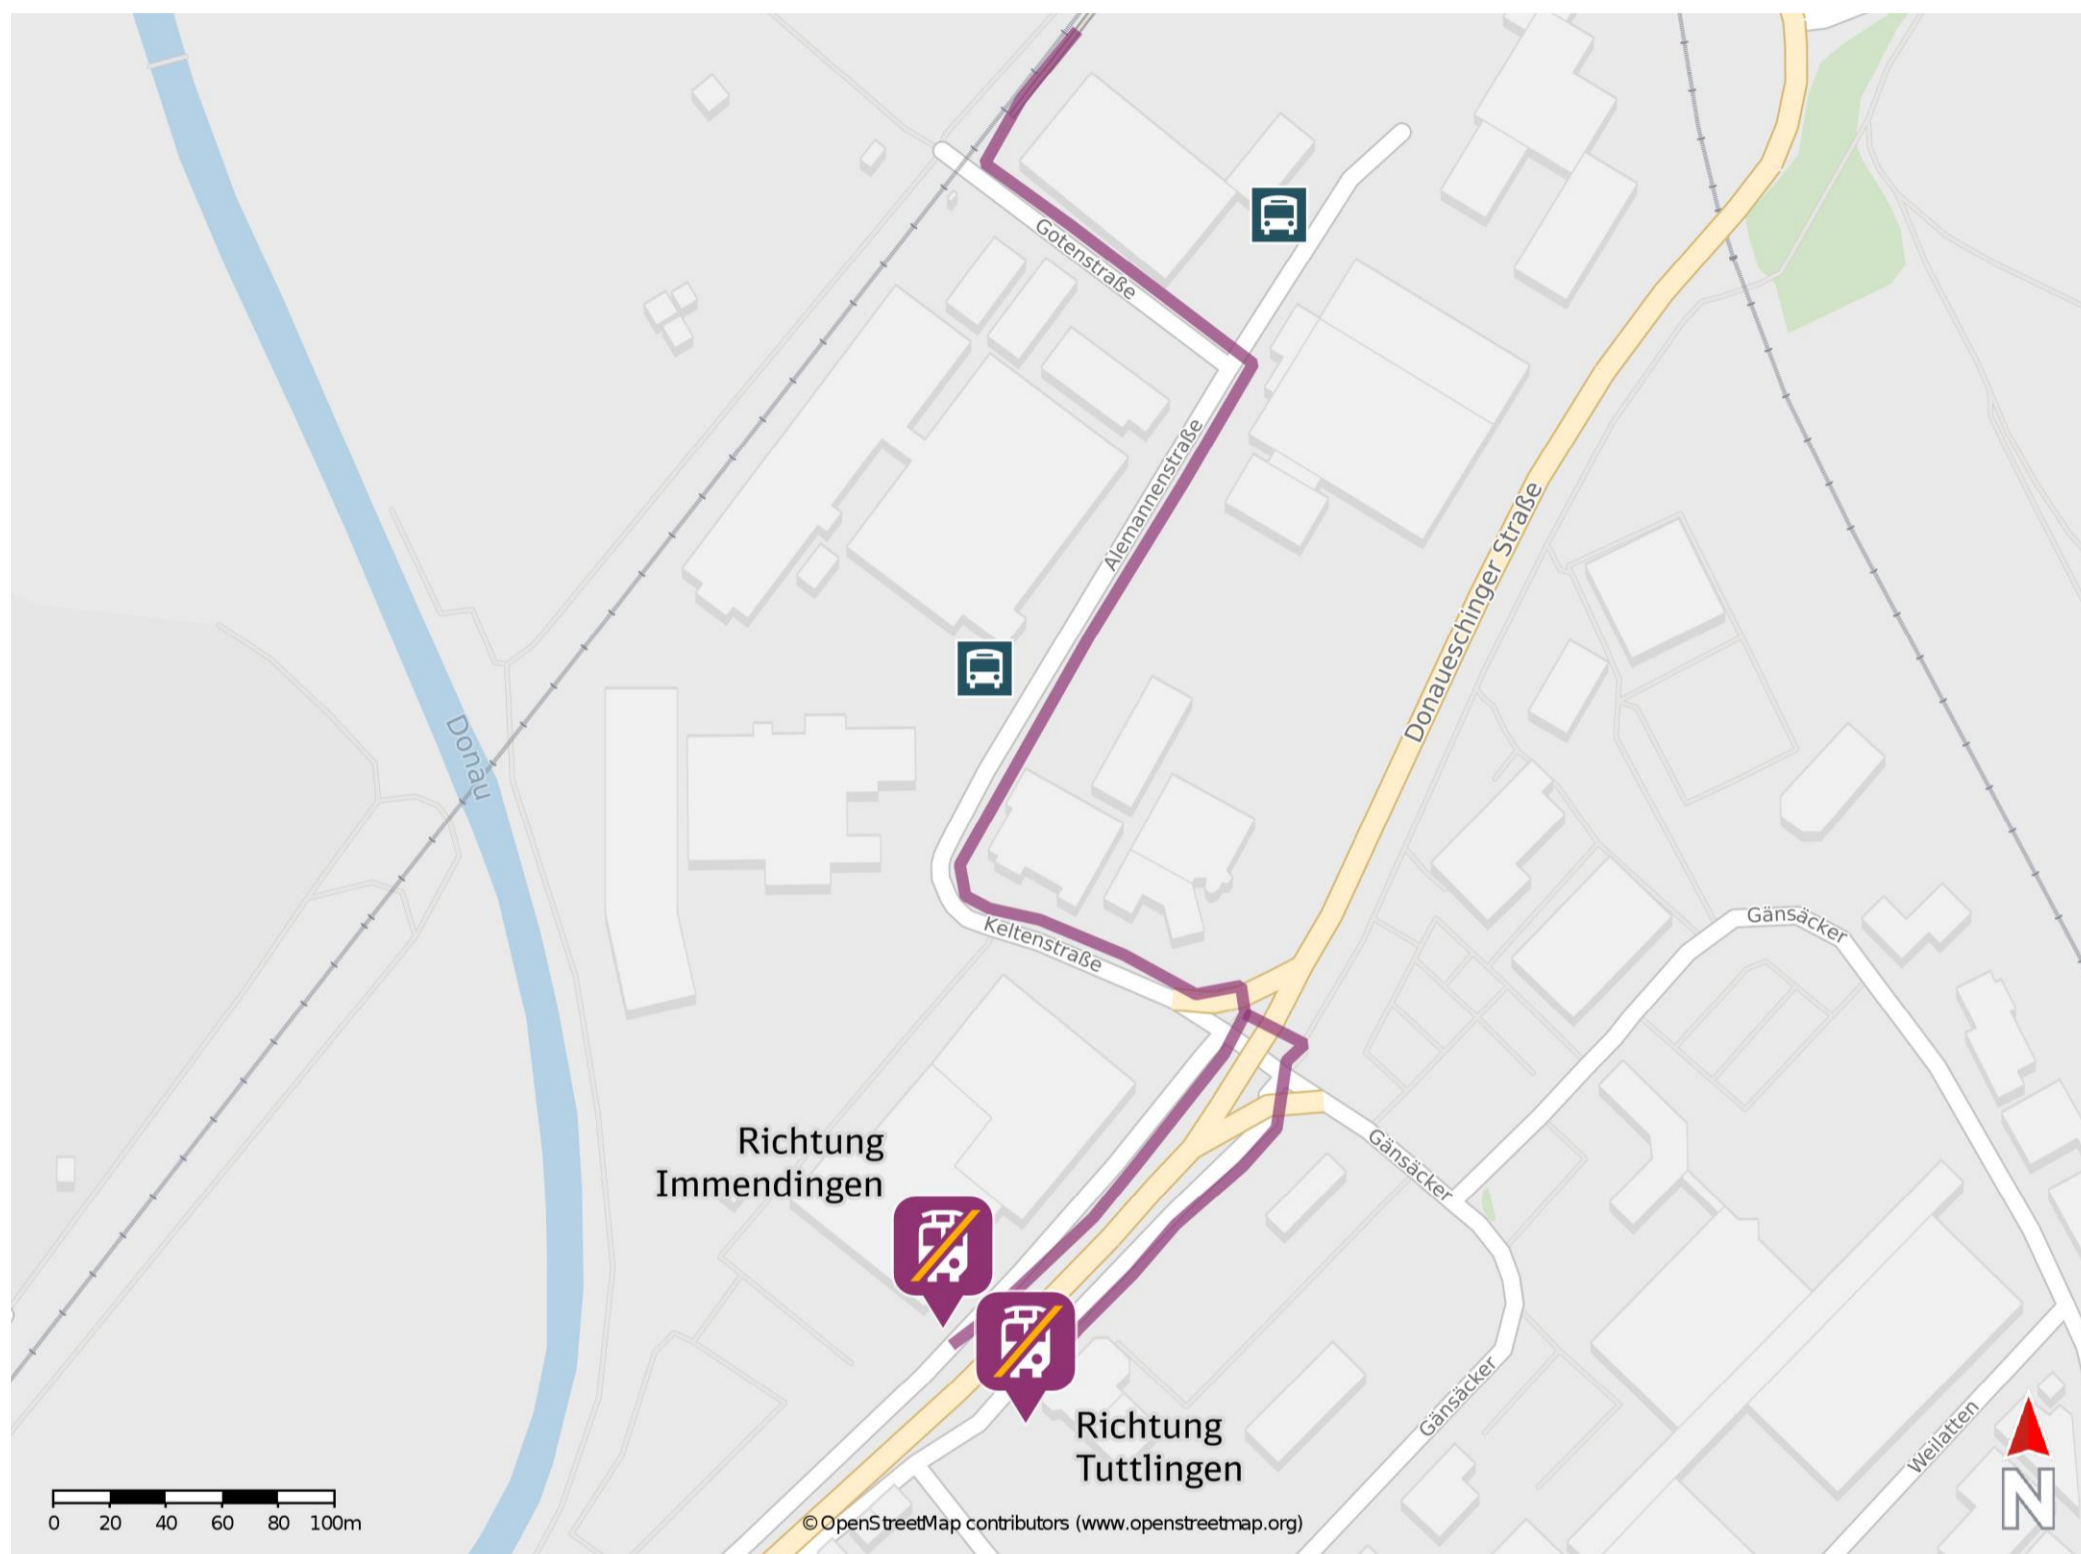 Gotenstraße
Alemannenstraße
Donaueschinger Straße
Donau
Gänsäcker
Keltenstraße
Richtung
Immendingen
Gänsäcker
Gänsäcker
Richtung
Tuttlingen
Weilatten
N
0 20 40 60 80 100m
© OpenStreetMap contributors (www.openstreetmap.org)